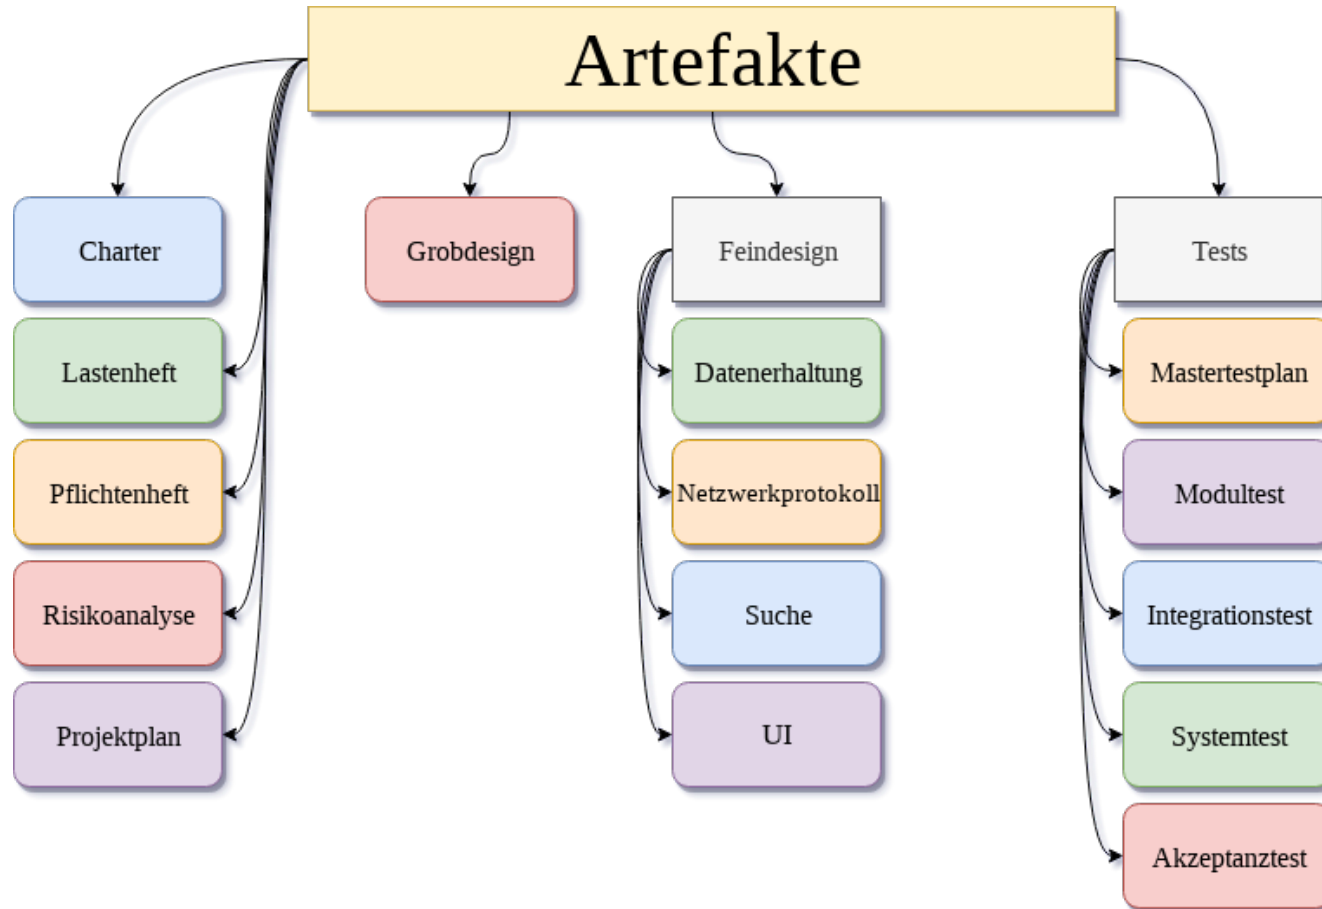 Artefakte
Charter
Lastenheft
Pflichtenheft
Risikoanalyse
Projektplan
Grobdesign
Feindesign
Datenerhaltung
Netzwerkprotokoll
Suche
UI
Tests
Mastertestplan
Modultest
Integrationstest
Systemtest
Akzeptanztest